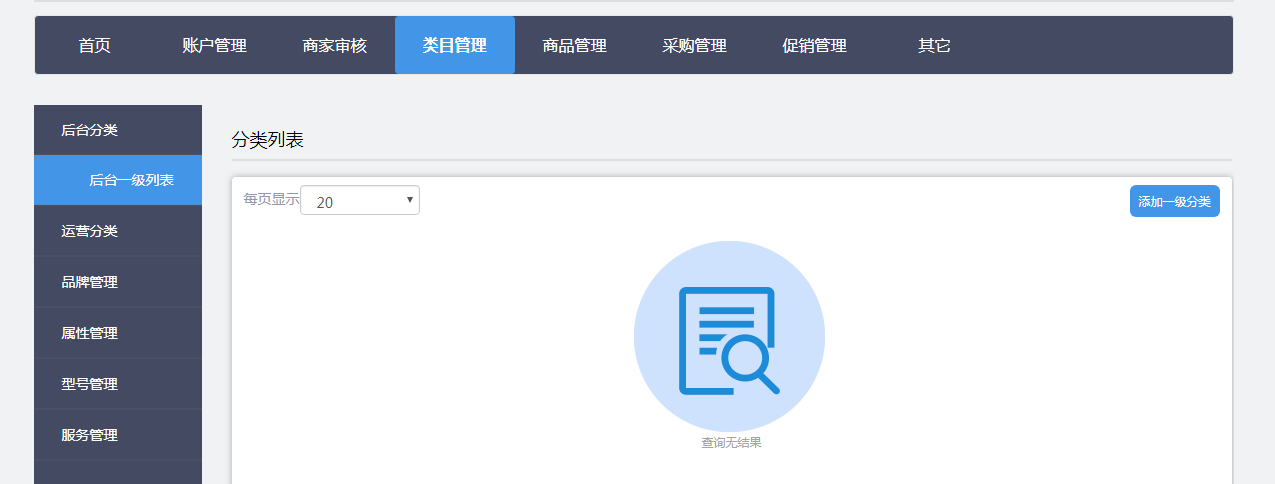 首页 账户管理 商家审核 类目管理 商品管理 采购管理 促销管理 其它
后台分类
后台一级列表
运营分类
品牌管理
属性管理
型号管理
服务管理
分类列表
每页显示 20 添加一级分类
查询无结果